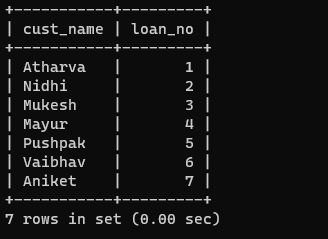 +-----------+---------+
| cust_name | loan_no |
+-----------+---------+
| Atharva   |       1 |
| Nidhi     |       2 |
| Mukesh    |       3 |
| Mayur     |       4 |
| Pushpak   |       5 |
| Vaibhav   |       6 |
| Aniket    |       7 |
+-----------+---------+
7 rows in set (0.00 sec)